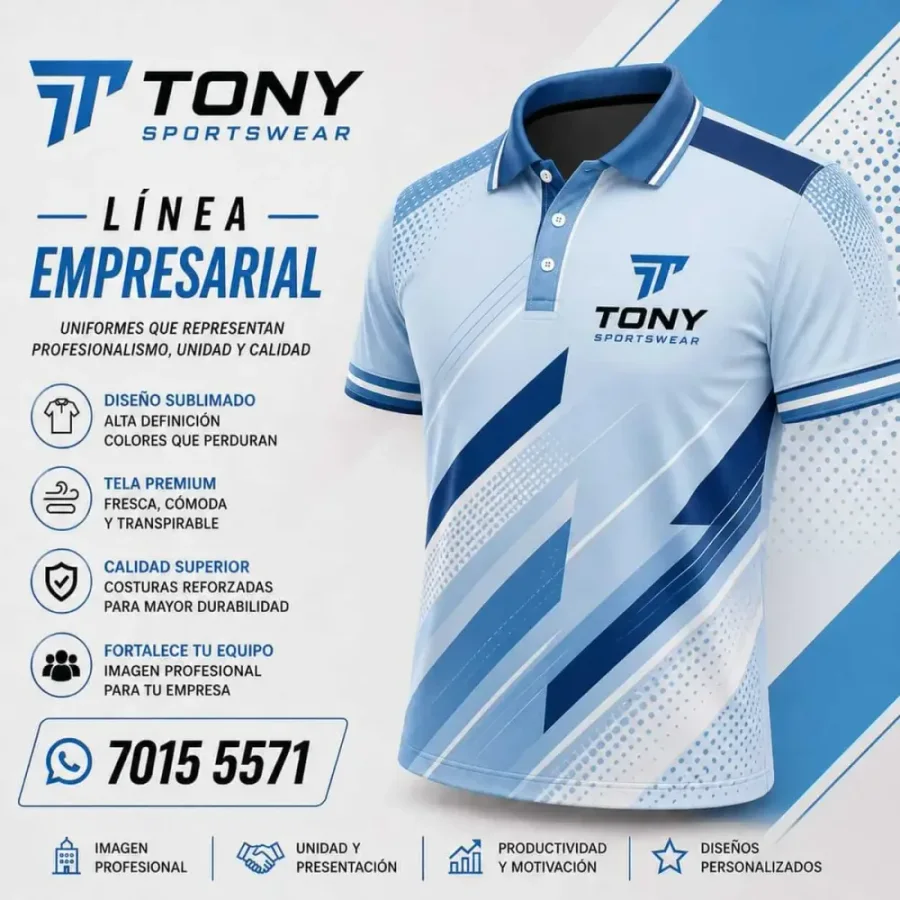 TONY
SPORTSWEAR
LÍNEA
EMPRESARIAL
UNIFORMES QUE REPRESENTAN
PROFESIONALISMO, UNIDAD Y CALIDAD
DISEÑO SUBLIMADO
ALTA DEFINICIÓN
COLORES QUE PERDURAN
TELA PREMIUM
FRESCA, CÓMODA
Y TRANSPIRABLE
CALIDAD SUPERIOR
COSTURAS REFORZADAS
PARA MAYOR DURABILIDAD
FORTALECE TU EQUIPO
IMAGEN PROFESIONAL
PARA TU EMPRESA
7015 5571
TONY
SPORTSWEAR
IMAGEN
PROFESIONAL
UNIDAD Y
PRESENTACIÓN
PRODUCTIVIDAD
Y MOTIVACIÓN
DISEÑOS
PERSONALIZADOS